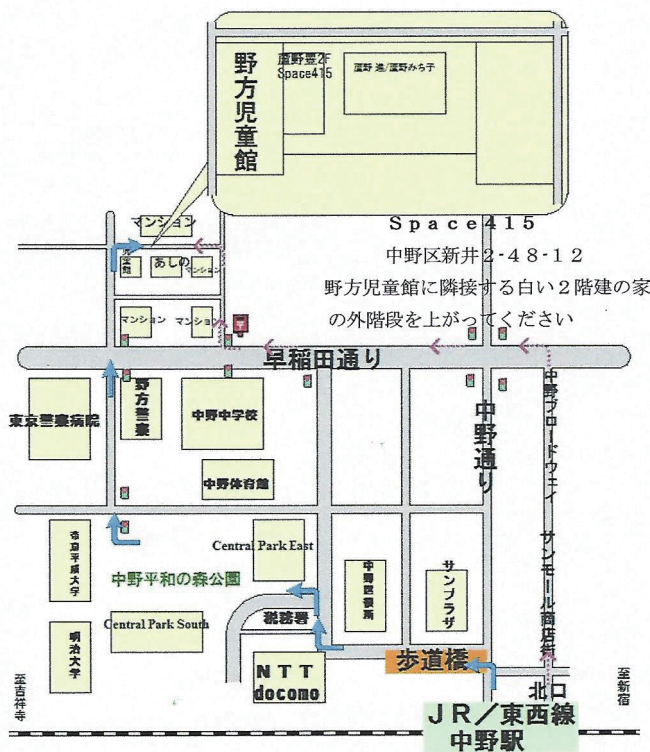 野方児童館
蘆野豊2F
Space415
蘆野 進/蘆野みち子
マンション
Space415
中野区新井2-48-12
野方児童館に隣接する白い2階建の家
の外階段を上がってください
児童館
あしの
マンション
マンション
マンション
〒
早稲田通り
東京警察病院
野方警察
中野中学校
中野体育館
中野通り
中野ブロードウェイ
サンモール商店街
帝京平成大学
明治大学
中野平和の森公園
Central Park East
Central Park South
税務署
NTT
docomo
中野区役所
サンプラザ
歩道橋
北口
JR/東西線
中野駅
至吉祥寺
至新宿